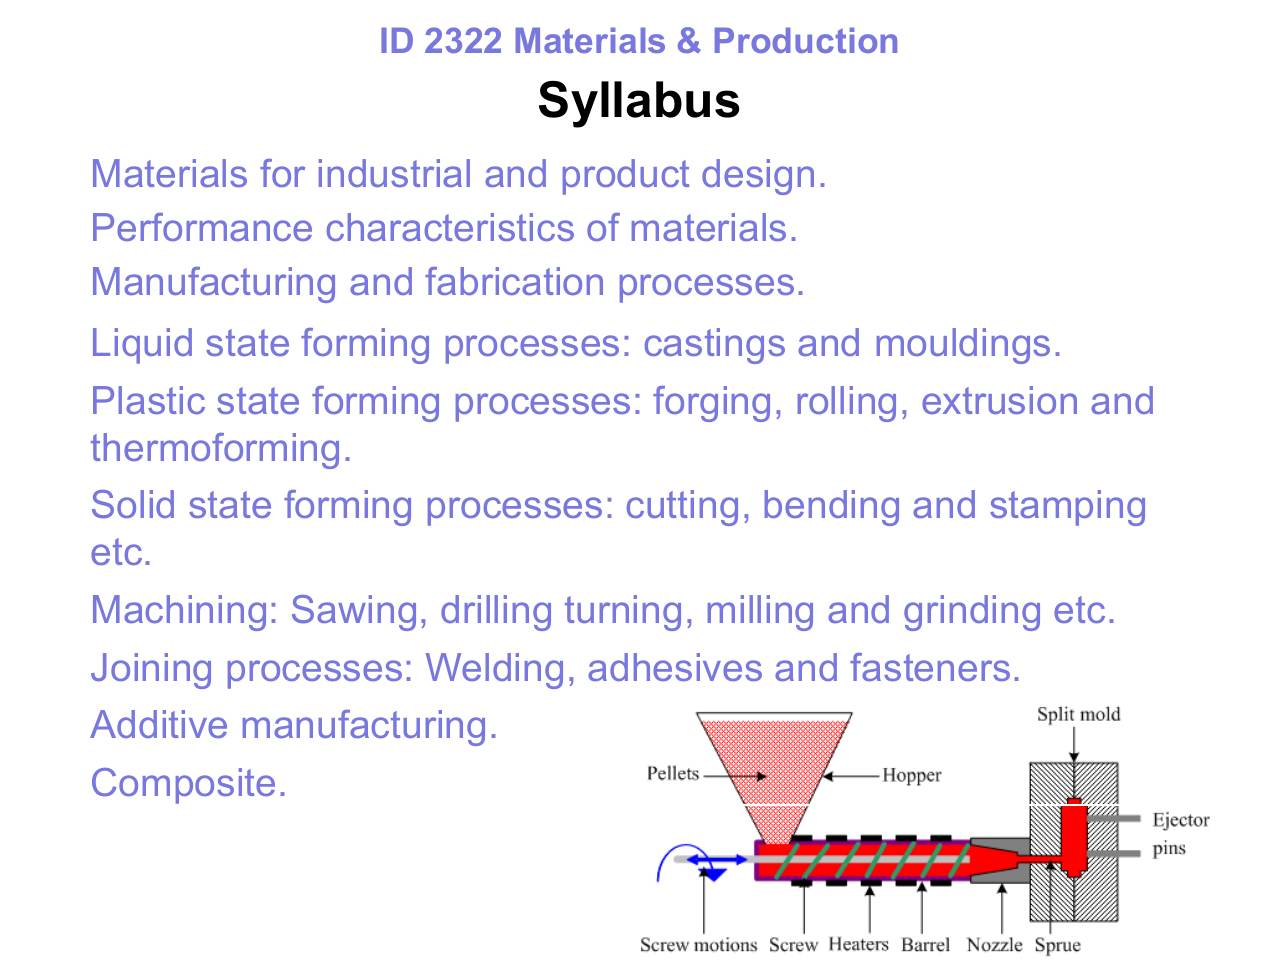 ID 2322 Materials & Production
Syllabus
Materials for industrial and product design.
Performance characteristics of materials.
Manufacturing and fabrication processes.
Liquid state forming processes: castings and mouldings.
Plastic state forming processes: forging, rolling, extrusion and
thermoforming.
Solid state forming processes: cutting, bending and stamping
etc.
Machining: Sawing, drilling turning, milling and grinding etc.
Joining processes: Welding, adhesives and fasteners.
Additive manufacturing.
Composite.
Split mold
Pellets
Hopper
Ejector
pins
Screw motions
Screw
Heaters
Barrel
Nozzle
Sprue